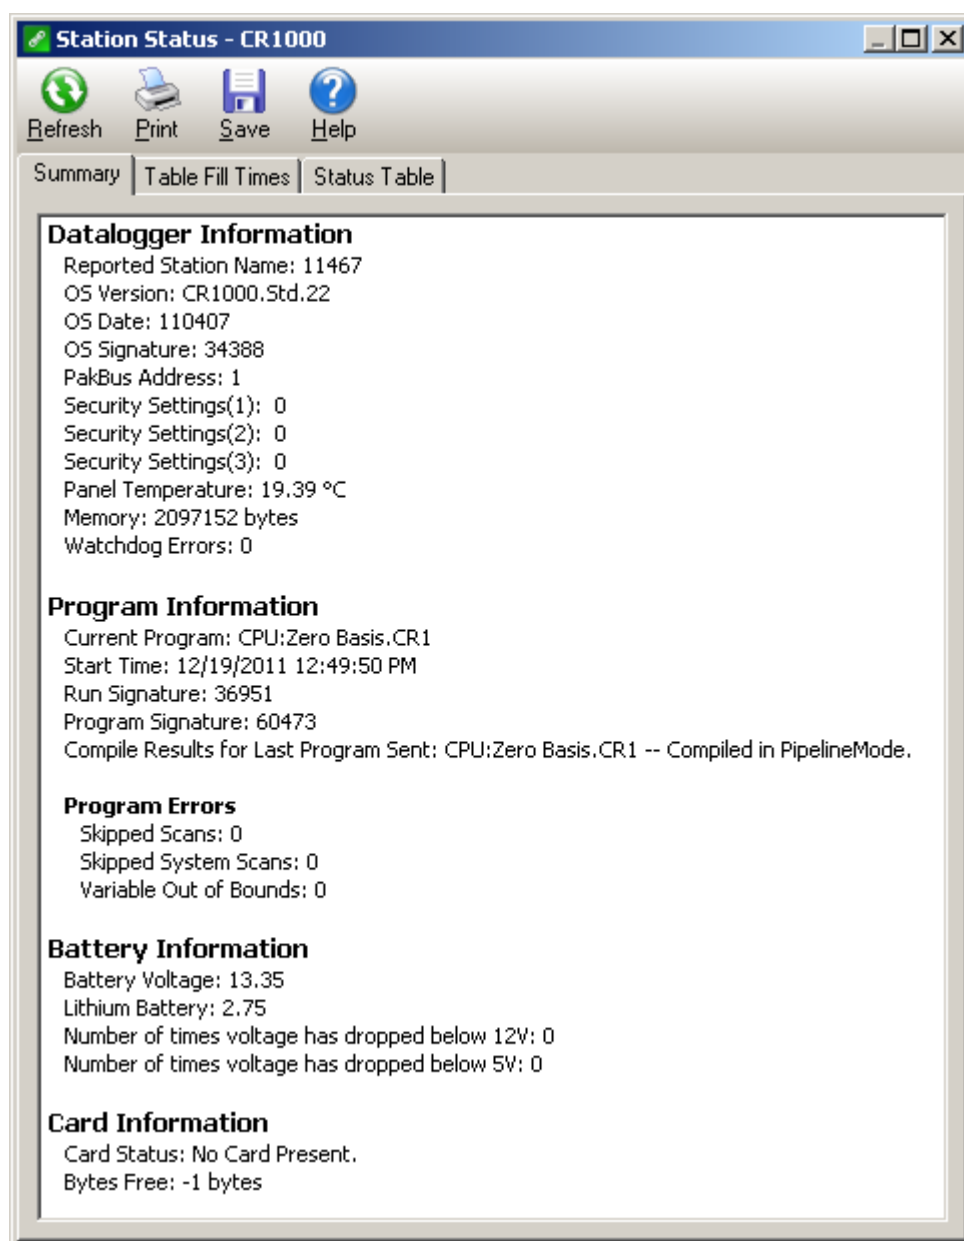 Station Status - CR1000
Refresh Print Save Help
Summary Table Fill Times Status Table
Datalogger Information
Reported Station Name: 11467
OS Version: CR1000.Std.22
OS Date: 110407
OS Signature: 34388
PakBus Address: 1
Security Settings(1): 0
Security Settings(2): 0
Security Settings(3): 0
Panel Temperature: 19.39 °C
Memory: 2097152 bytes
Watchdog Errors: 0
Program Information
Current Program: CPU:Zero Basis.CR1
Start Time: 12/19/2011 12:49:50 PM
Run Signature: 36951
Program Signature: 60473
Compile Results for Last Program Sent: CPU:Zero Basis.CR1 -- Compiled in PipelineMode.
Program Errors
Skipped Scans: 0
Skipped System Scans: 0
Variable Out of Bounds: 0
Battery Information
Battery Voltage: 13.35
Lithium Battery: 2.75
Number of times voltage has dropped below 12V: 0
Number of times voltage has dropped below 5V: 0
Card Information
Card Status: No Card Present.
Bytes Free: -1 bytes